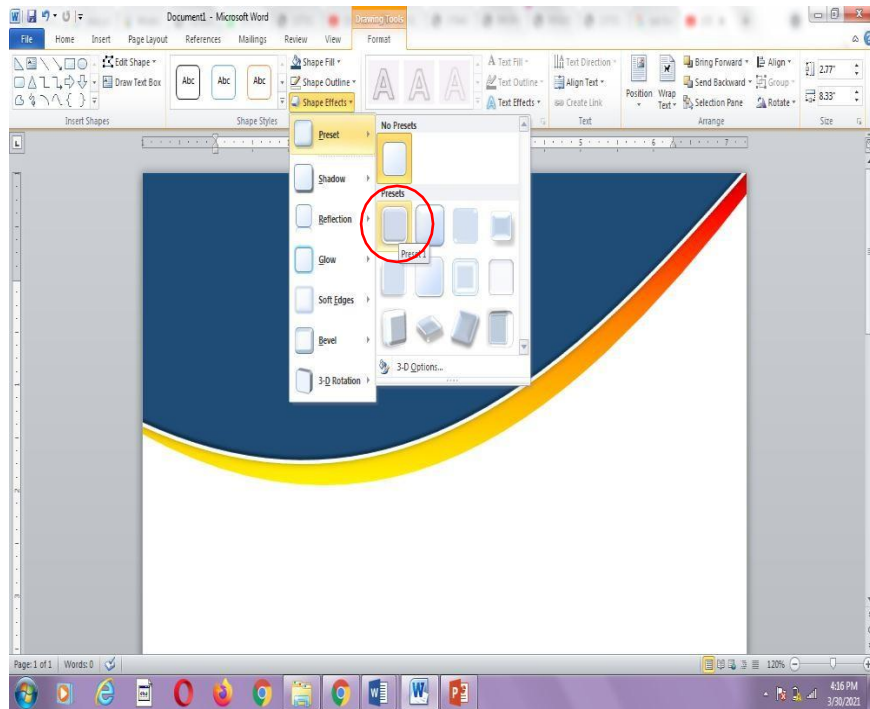 Document1 - Microsoft Word
Drawing Tools
File Home Insert Page Layout References Mailings Review View Format
Edit Shape
Draw Text Box
Insert Shapes
Abc Abc Abc
Shape Styles
Shape Fill
Shape Outline
Shape Effects
A A A
Text Fill
Text Outline
Text Effects
Text Direction
Align Text
Create Link
Text
Position
Wrap Text
Bring Forward
Send Backward
Selection Pane
Align
Group
Rotate
Arrange
2.77"
8.33"
Size
L
5 6 7
Preset
Shadow
Reflection
Glow
Soft Edges
Bevel
3-D Rotation
No Presets
Presets
Preset 1
3-D Options...
Page: 1 of 1 Words: 0 120%
W P
4:16 PM
3/30/2021